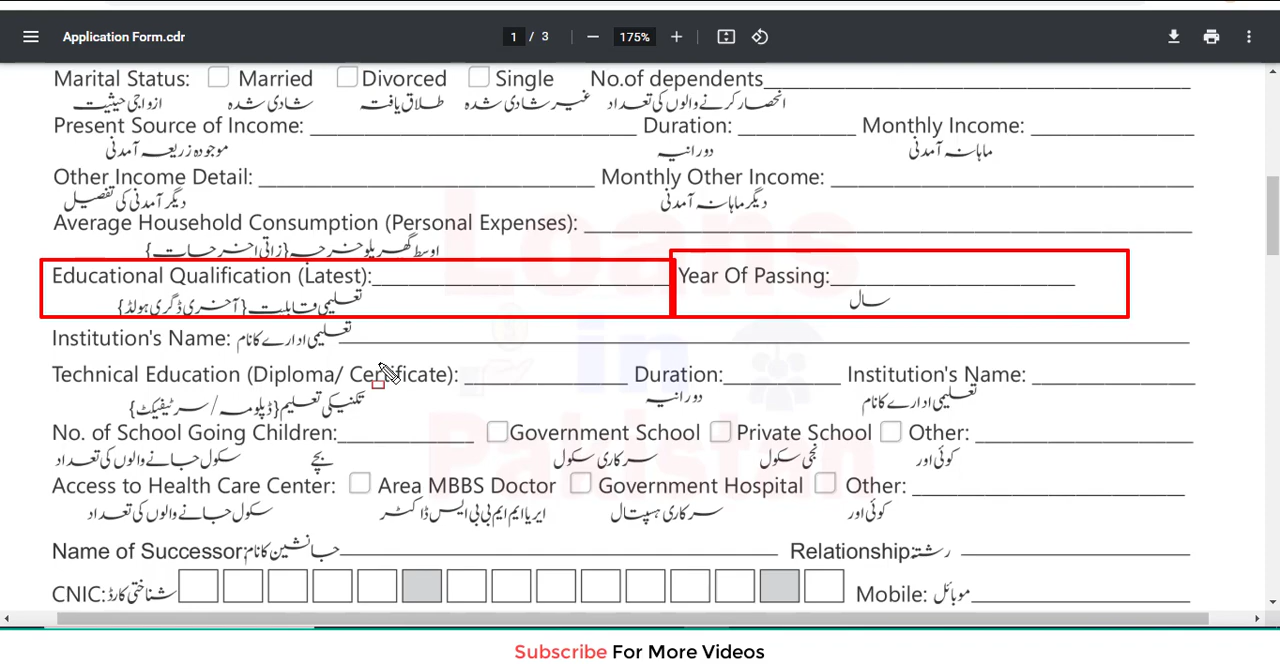 Application Form.cdr 1 / 3 175%
Marital Status: Married Divorced Single No.of dependents
ازواجی حیثیت شادی شدہ طلاق یافتہ غیر شادی شدہ انحصار کرنے والوں کی تعداد
Present Source of Income: Duration: Monthly Income:
موجودہ زریعہ آمدنی دورانیہ ماہانہ آمدنی
Other Income Detail: Monthly Other Income:
دیگر آمدنی کی تفصیل دیگر ماہانہ آمدنی
Average Household Consumption (Personal Expenses):
اوسط گھریلو خرچہ {زاتی اخرجات}
Educational Qualification (Latest): Year Of Passing:
تعلیمی قابلیت {آخری ڈگری ہولڈ} سال
Institution's Name: تعلیمی ادارے کا نام
Technical Education (Diploma/ Certificate): Duration: Institution's Name:
تکنیکی تعلیم {ڈپلومہ/سرٹیفیکٹ} دورانیہ تعلیمی ادارے کا نام
No. of School Going Children: Government School Private School Other:
سکول جانے والوں کی تعداد بچے سرکاری سکول نجی سکول کوئی اور
Access to Health Care Center: Area MBBS Doctor Government Hospital Other:
سکول جانے والوں کی تعداد ایریا ایم بی بی ایس ڈاکٹر سرکاری ہسپتال کوئی اور
Name of Successor: جانشین کا نام Relationship: رشتہ
CNIC: شناختی کارڈ Mobile: موبائل
Loans
in
Pakistan
Subscribe For More Videos